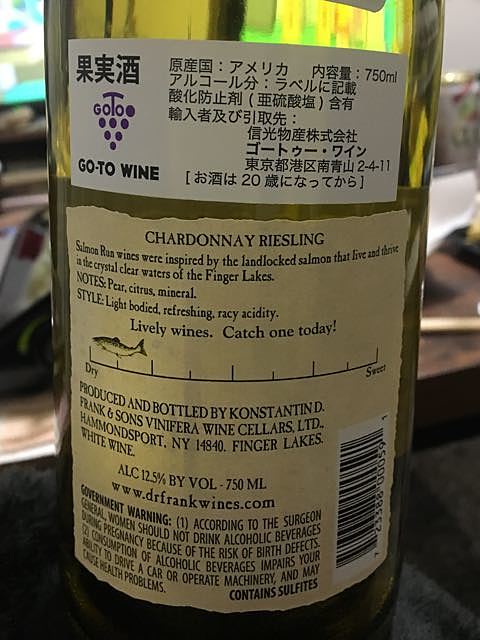 果実酒
GOTO
GO-TO WINE
原産国：アメリカ 内容量：750ml
アルコール分：ラベルに記載
酸化防止剤（亜硫酸塩）含有
輸入者及び引取先：
信光物産株式会社
ゴートゥー・ワイン
東京都港区南青山2-4-11
[お酒は20歳になってから]
CHARDONNAY RIESLING
Salmon Run wines were inspired by the landlocked salmon that live and thrive
in the crystal clear waters of the Finger Lakes.
NOTES: Pear, citrus, mineral.
STYLE: Light bodied, refreshing, racy acidity.
Lively wines. Catch one today!
Dry Sweet
PRODUCED AND BOTTLED BY KONSTANTIN D.
FRANK & SONS VINIFERA WINE CELLARS, LTD.,
HAMMONDSPORT, NY 14840. FINGER LAKES.
WHITE WINE.
ALC 12.5% BY VOL - 750 ML
www.drfrankwines.com
GOVERNMENT WARNING: (1) ACCORDING TO THE SURGEON
GENERAL, WOMEN SHOULD NOT DRINK ALCOHOLIC BEVERAGES
DURING PREGNANCY BECAUSE OF THE RISK OF BIRTH DEFECTS.
(2) CONSUMPTION OF ALCOHOLIC BEVERAGES IMPAIRS YOUR
ABILITY TO DRIVE A CAR OR OPERATE MACHINERY, AND MAY
CAUSE HEALTH PROBLEMS. CONTAINS SULFITES